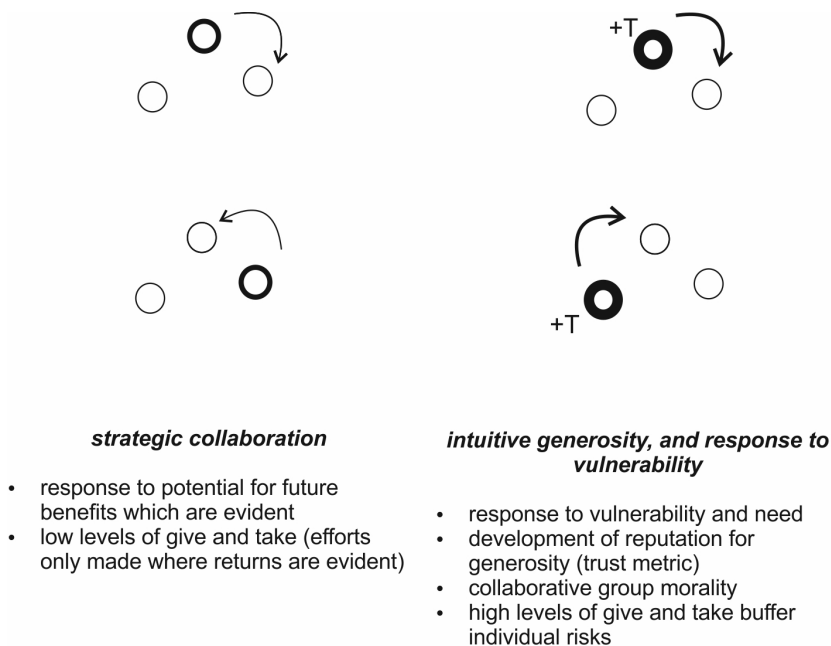 +T
+T
strategic collaboration
• response to potential for future
benefits which are evident
• low levels of give and take (efforts
only made where returns are evident)
intuitive generosity, and response to
vulnerability
• response to vulnerability and need
• development of reputation for
generosity (trust metric)
• collaborative group morality
• high levels of give and take buffer
individual risks